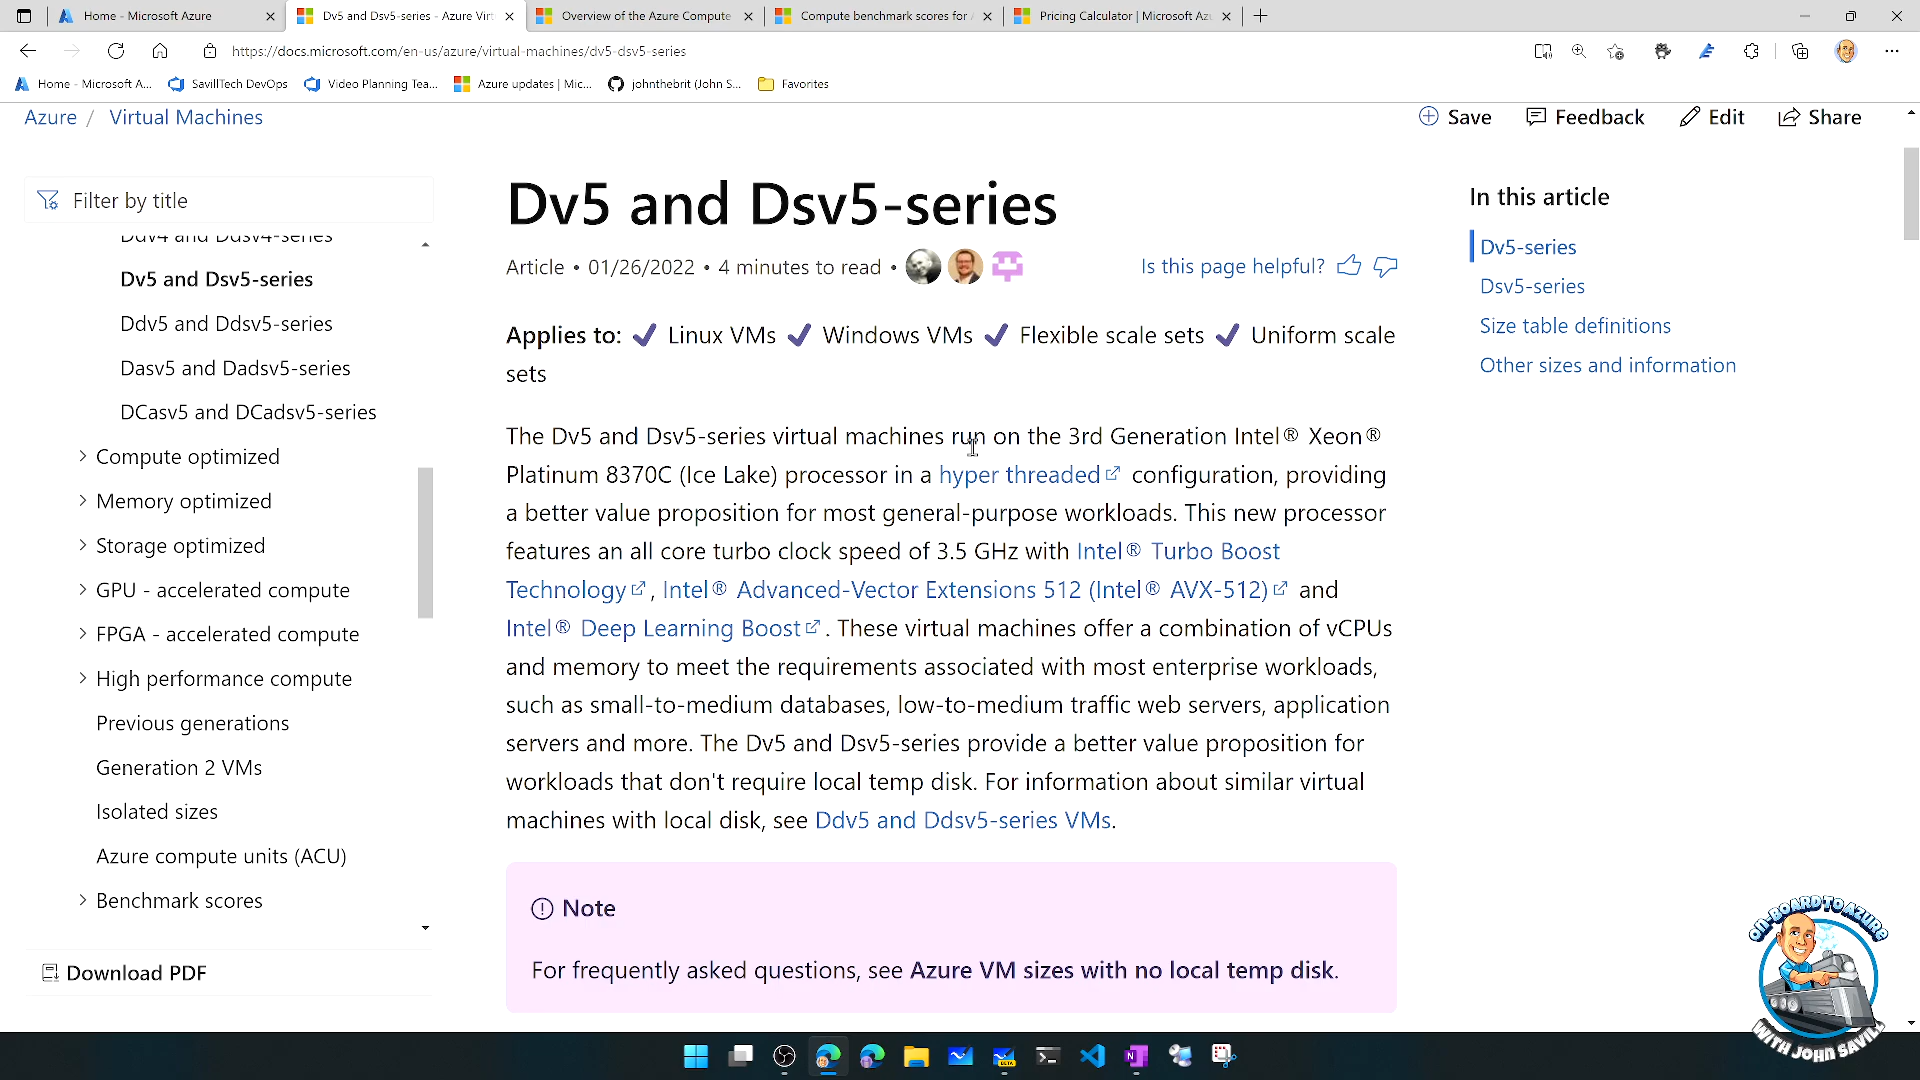 Home - Microsoft Azure
Dv5 and Dsv5-series - Azure Virt
Overview of the Azure Compute
Compute benchmark scores for A
Pricing Calculator | Microsoft Az
https://docs.microsoft.com/en-us/azure/virtual-machines/dv5-dsv5-series
Home - Microsoft A...
SavillTech DevOps
Video Planning Tea...
Azure updates | Mic...
johnthebrit (John S...
Favorites
Azure / Virtual Machines
Save
Feedback
Edit
Share
Filter by title
Ddv4 and Ddsv4-series
Dv5 and Dsv5-series
Ddv5 and Ddsv5-series
Dasv5 and Dadsv5-series
DCasv5 and DCadsv5-series
Compute optimized
Memory optimized
Storage optimized
GPU - accelerated compute
FPGA - accelerated compute
High performance compute
Previous generations
Generation 2 VMs
Isolated sizes
Azure compute units (ACU)
Benchmark scores
Download PDF
Dv5 and Dsv5-series
Article • 01/26/2022 • 4 minutes to read •
Is this page helpful?
Applies to: ✔ Linux VMs ✔ Windows VMs ✔ Flexible scale sets ✔ Uniform scale
sets
The Dv5 and Dsv5-series virtual machines run on the 3rd Generation Intel® Xeon®
Platinum 8370C (Ice Lake) processor in a hyper threaded configuration, providing
a better value proposition for most general-purpose workloads. This new processor
features an all core turbo clock speed of 3.5 GHz with Intel® Turbo Boost
Technology, Intel® Advanced-Vector Extensions 512 (Intel® AVX-512) and
Intel® Deep Learning Boost. These virtual machines offer a combination of vCPUs
and memory to meet the requirements associated with most enterprise workloads,
such as small-to-medium databases, low-to-medium traffic web servers, application
servers and more. The Dv5 and Dsv5-series provide a better value proposition for
workloads that don't require local temp disk. For information about similar virtual
machines with local disk, see Ddv5 and Ddsv5-series VMs.
Note
For frequently asked questions, see Azure VM sizes with no local temp disk.
In this article
Dv5-series
Dsv5-series
Size table definitions
Other sizes and information
ON-BOARD TO AZURE
WITH JOHN SAVILL
BETA